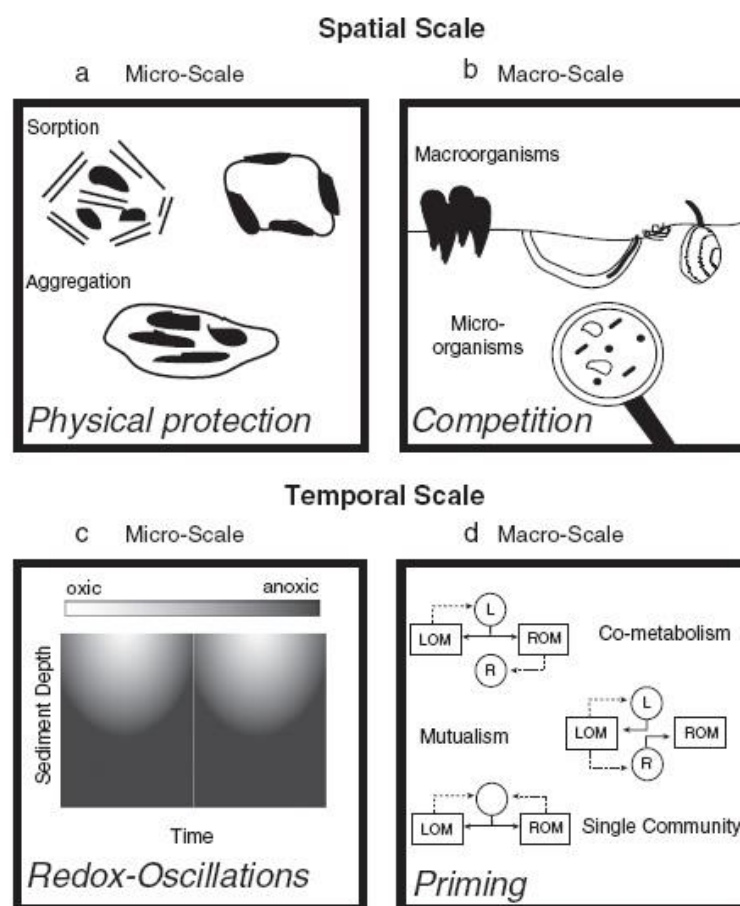 Spatial Scale
a Micro-Scale
b Macro-Scale
Sorption
Aggregation
Physical protection
Macroorganisms
Micro-
organisms
Competition
Temporal Scale
c Micro-Scale
d Macro-Scale
oxic anoxic
Sediment Depth
Time
Redox-Oscillations
L
LOM ROM Co-metabolism
R
L
Mutualism LOM ROM
R
LOM ROM Single Community
Priming